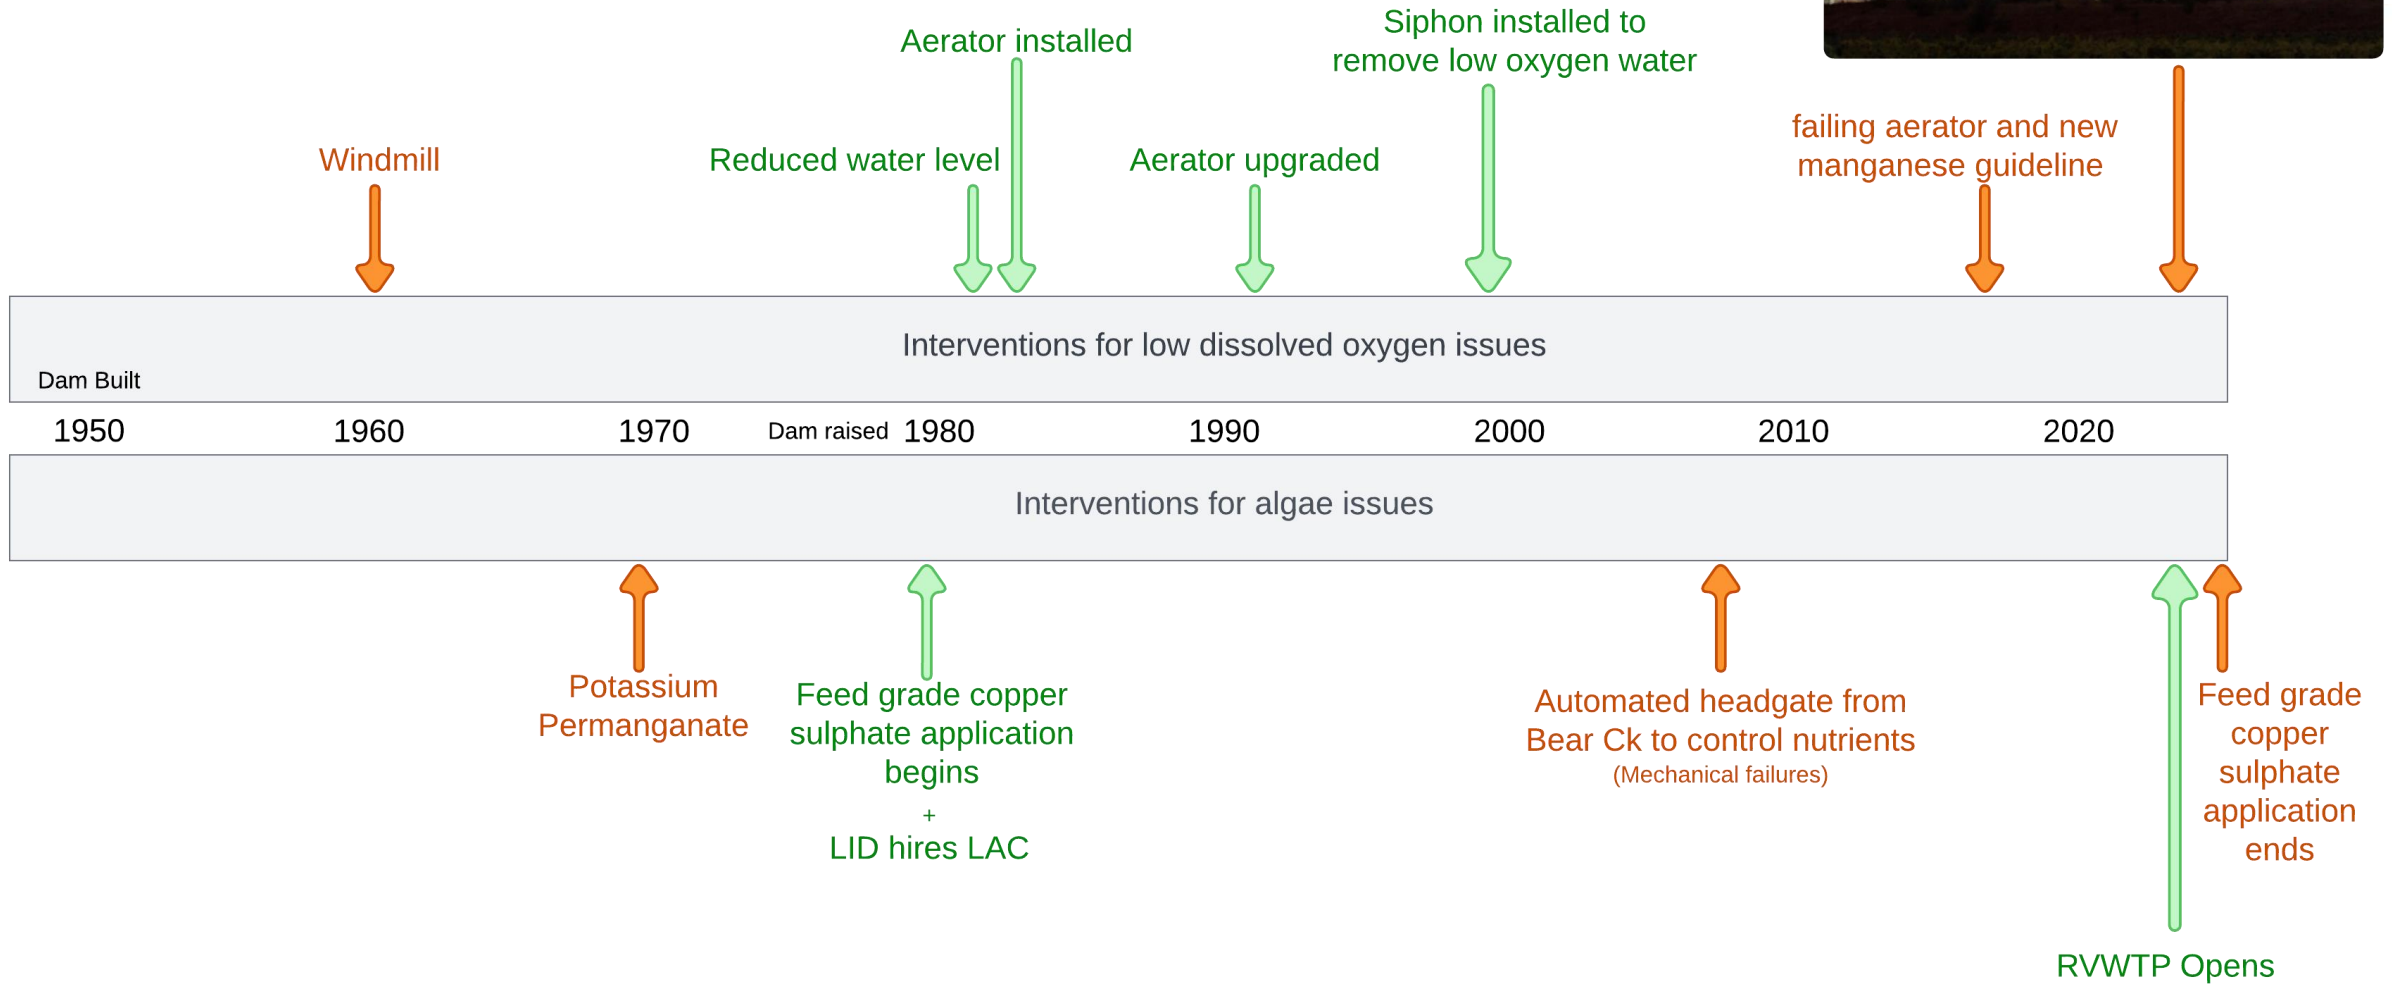 Siphon installed to
remove low oxygen water
Aerator installed
failing aerator and new
manganese guideline
Windmill
Reduced water level
Aerator upgraded
Interventions for low dissolved oxygen issues
Dam Built
1950
1960
1970
Dam raised
1980
1990
2000
2010
2020
Interventions for algae issues
Potassium
Permanganate
Feed grade copper
sulphate application
begins
+
LID hires LAC
Automated headgate from
Bear Ck to control nutrients
(Mechanical failures)
Feed grade
copper
sulphate
application
ends
RVWTP Opens